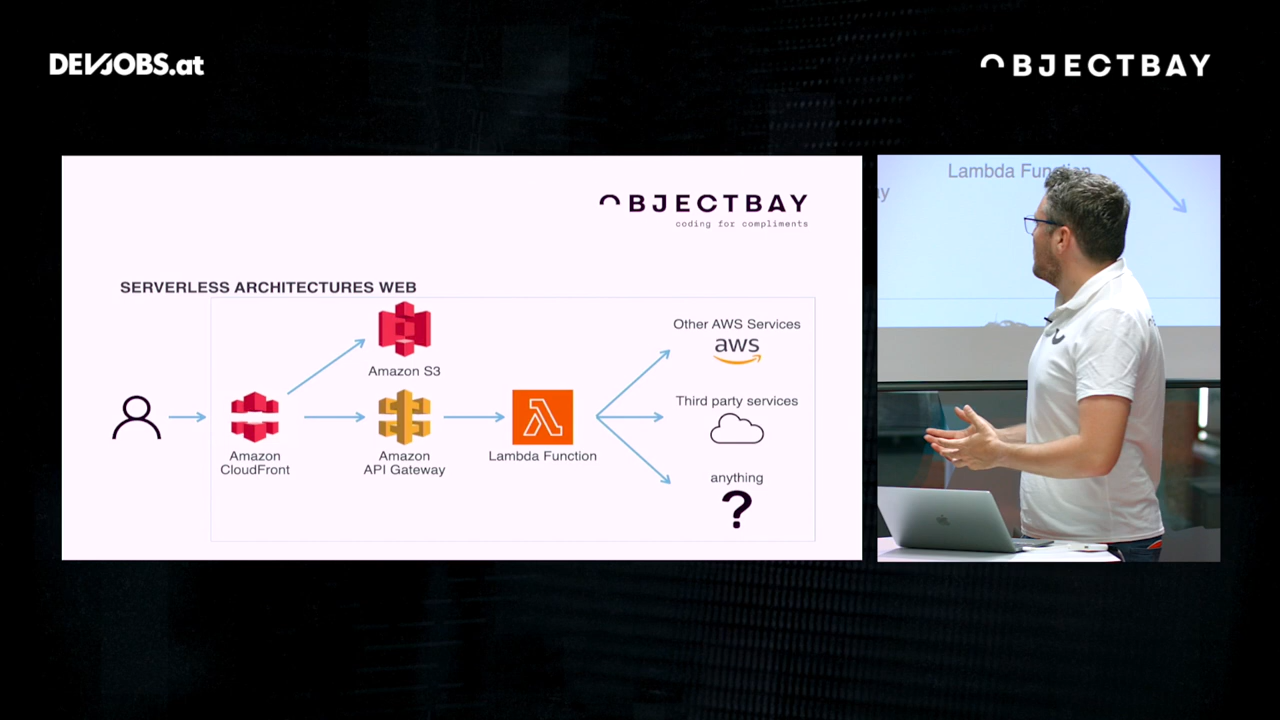 DEVJOBS.at
OBJECTBAY
OBJECTBAY
coding for compliments
SERVERLESS ARCHITECTURES WEB
Amazon S3
Amazon
CloudFront
Amazon
API Gateway
Lambda Function
Other AWS Services
aws
Third party services
anything
?
Lambda Function
ay